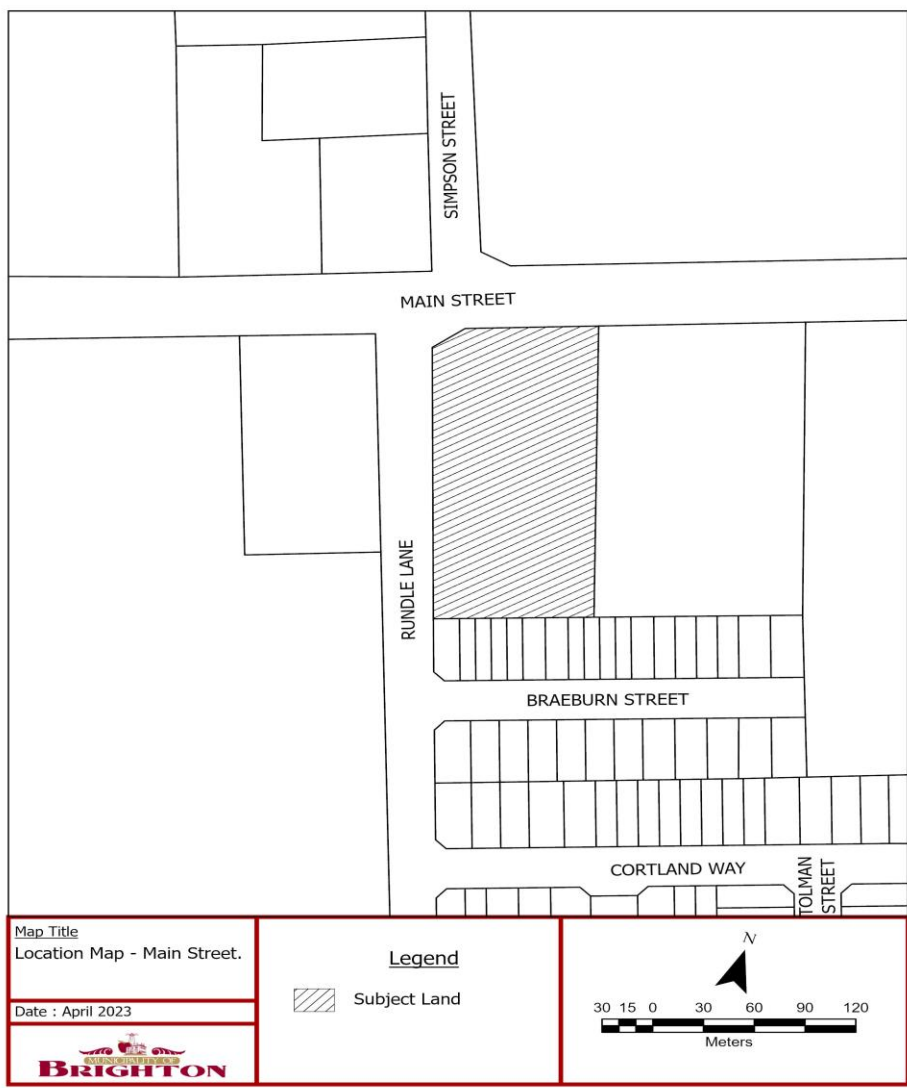 SIMPSON STREET
MAIN STREET
RUNDLE LANE
BRAEBURN STREET
CORTLAND WAY
TOLMAN
STREET
Map Title
Location Map - Main Street.
Date : April 2023
MUNICIPALITY OF
BRIGHTON
Legend
Subject Land
N
30 15 0 30 60 90 120
Meters